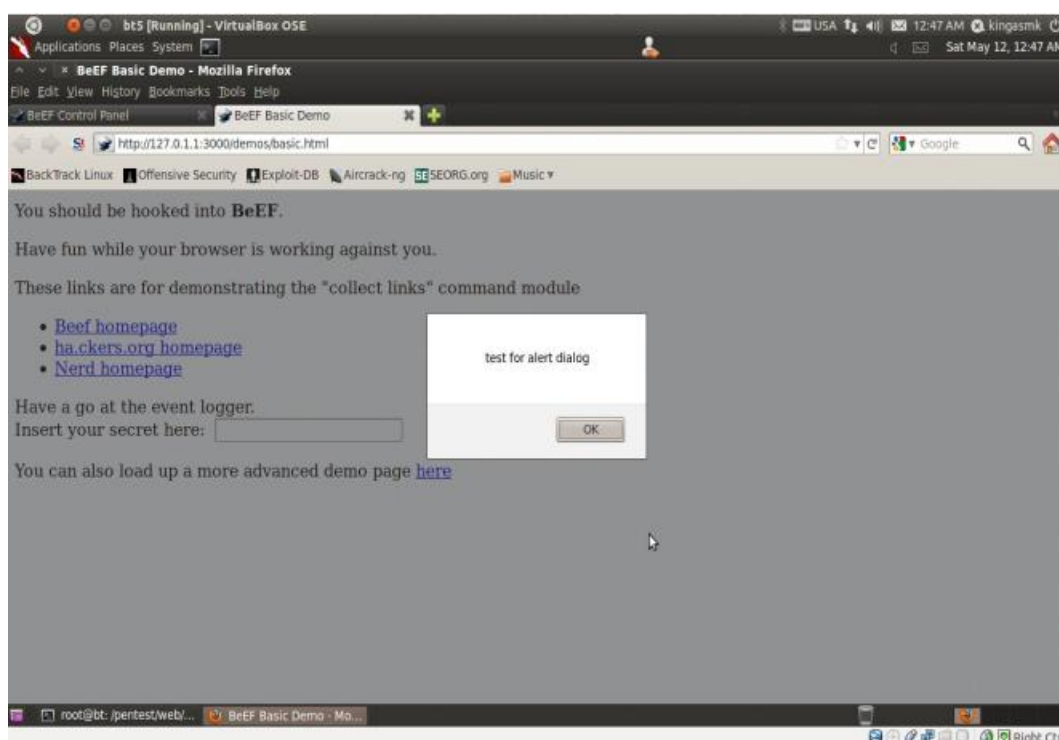 bt5 [Running] - VirtualBox OSE USA 12:47 AM kingasmk
Applications Places System Sat May 12, 12:47 AM
BeEF Basic Demo - Mozilla Firefox
File Edit View History Bookmarks Tools Help
BeEF Control Panel BeEF Basic Demo
http://127.0.1.1:3000/demos/basic.html Google
BackTrack Linux Offensive Security Exploit-DB Aircrack-ng SEORG.org Music
You should be hooked into BeEF.
Have fun while your browser is working against you.
These links are for demonstrating the "collect links" command module
Beef homepage
ha.ckers.org homepage
Nerd homepage
test for alert dialog
OK
Have a go at the event logger.
Insert your secret here:
You can also load up a more advanced demo page here
root@bt: /pentest/web/... BeEF Basic Demo - Mo...
Right Ct